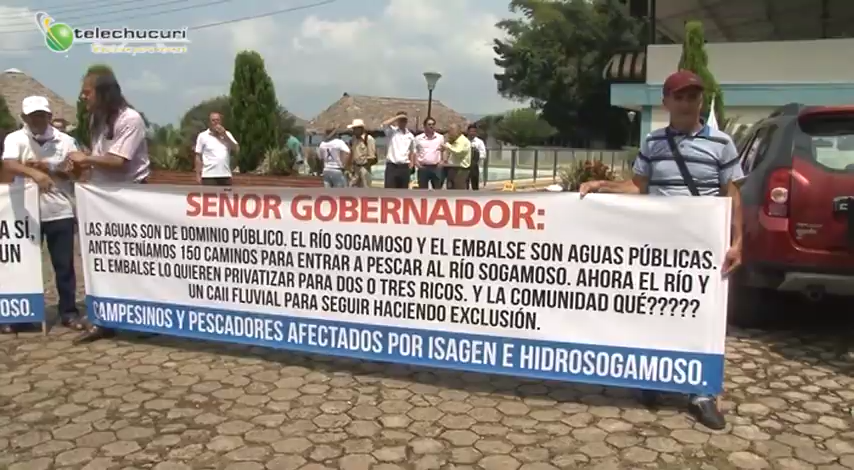 telechucurí
SEÑOR GOBERNADOR:
LAS AGUAS SON DE DOMINIO PÚBLICO. EL RÍO SOGAMOSO Y EL EMBALSE SON AGUAS PÚBLICAS.
ANTES TENÍAMOS 150 CAMINOS PARA ENTRAR A PESCAR AL RÍO SOGAMOSO. AHORA EL RÍO Y
EL EMBALSE LO QUIEREN PRIVATIZAR PARA DOS O TRES RICOS. Y LA COMUNIDAD QUÉ?????
UN CAII FLUVIAL PARA SEGUIR HACIENDO EXCLUSIÓN.
CAMPESINOS Y PESCADORES AFECTADOS POR ISAGEN E HIDROSOGAMOSO.
A SÍ,
UN
OSO.